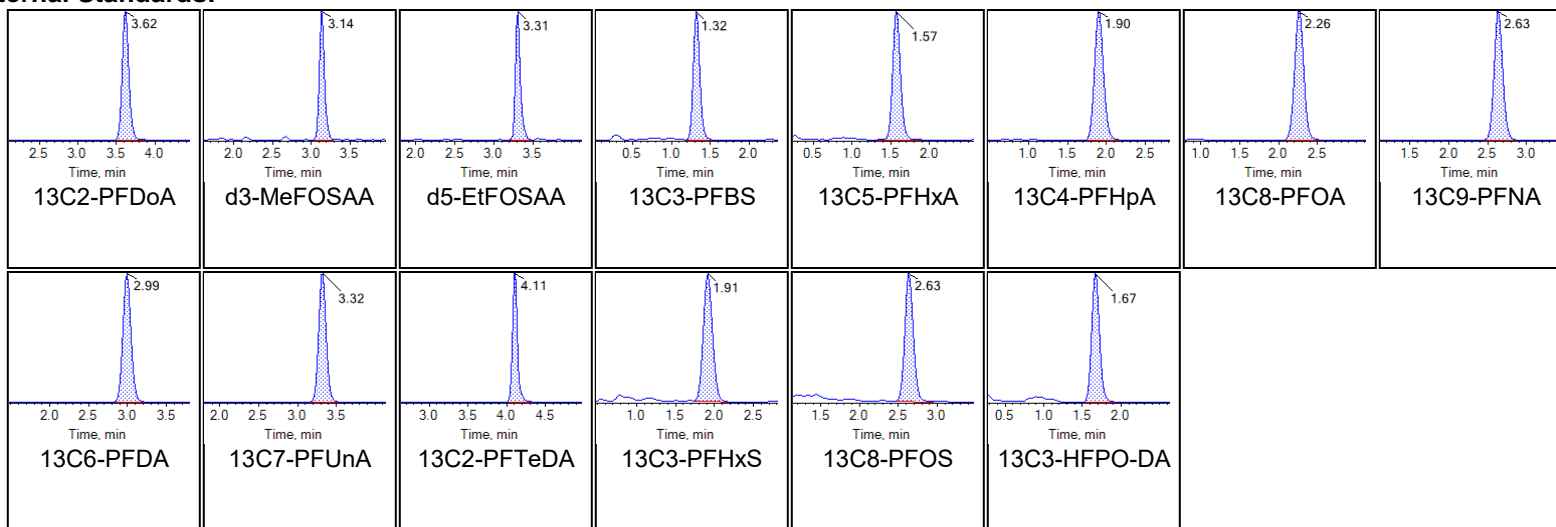 3.62 3.14 3.31 1.32 1.57 1.90 2.26 2.63
2.5 3.0 3.5 4.0 2.0 2.5 3.0 3.5 2.0 2.5 3.0 3.5 0.5 1.0 1.5 2.0 0.5 1.0 1.5 2.0 1.0 1.5 2.0 2.5 1.0 1.5 2.0 2.5 1.5 2.0 2.5 3.0
Time, min Time, min Time, min Time, min Time, min Time, min Time, min Time, min
13C2-PFDoA d3-MeFOSAA d5-EtFOSAA 13C3-PFBS 13C5-PFHxA 13C4-PFHpA 13C8-PFOA 13C9-PFNA
2.99 3.32 4.11 1.91 2.63 1.67
2.0 2.5 3.0 3.5 2.0 2.5 3.0 3.5 3.0 3.5 4.0 4.5 1.0 1.5 2.0 2.5 1.5 2.0 2.5 3.0 0.5 1.0 1.5 2.0
Time, min Time, min Time, min Time, min Time, min Time, min
13C6-PFDA 13C7-PFUnA 13C2-PFTeDA 13C3-PFHxS 13C8-PFOS 13C3-HFPO-DA